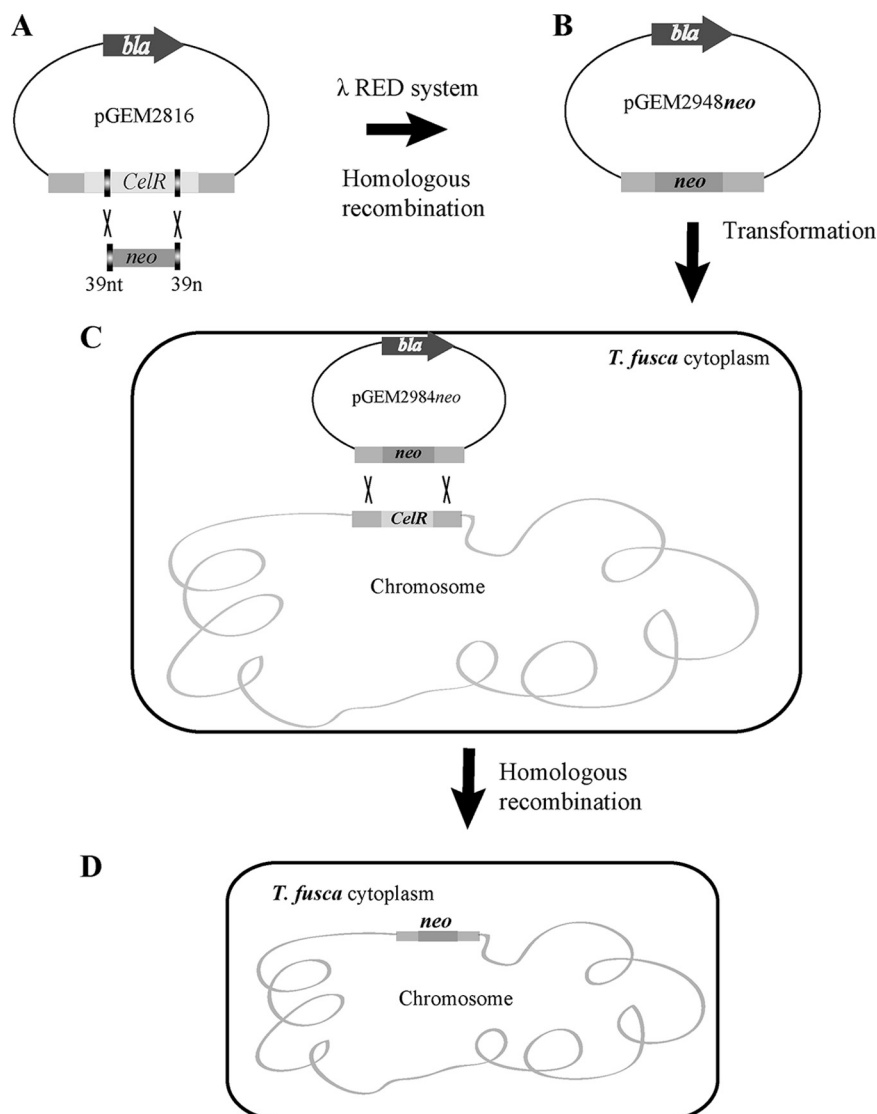 A
bla
pGEM2816
CelR
neo
39nt 39n
λ RED system
Homologous
recombination
B
bla
pGEM2948neo
neo
Transformation
C
bla
T. fusca cytoplasm
pGEM2984neo
neo
CelR
Chromosome
Homologous
recombination
D
T. fusca cytoplasm
neo
Chromosome